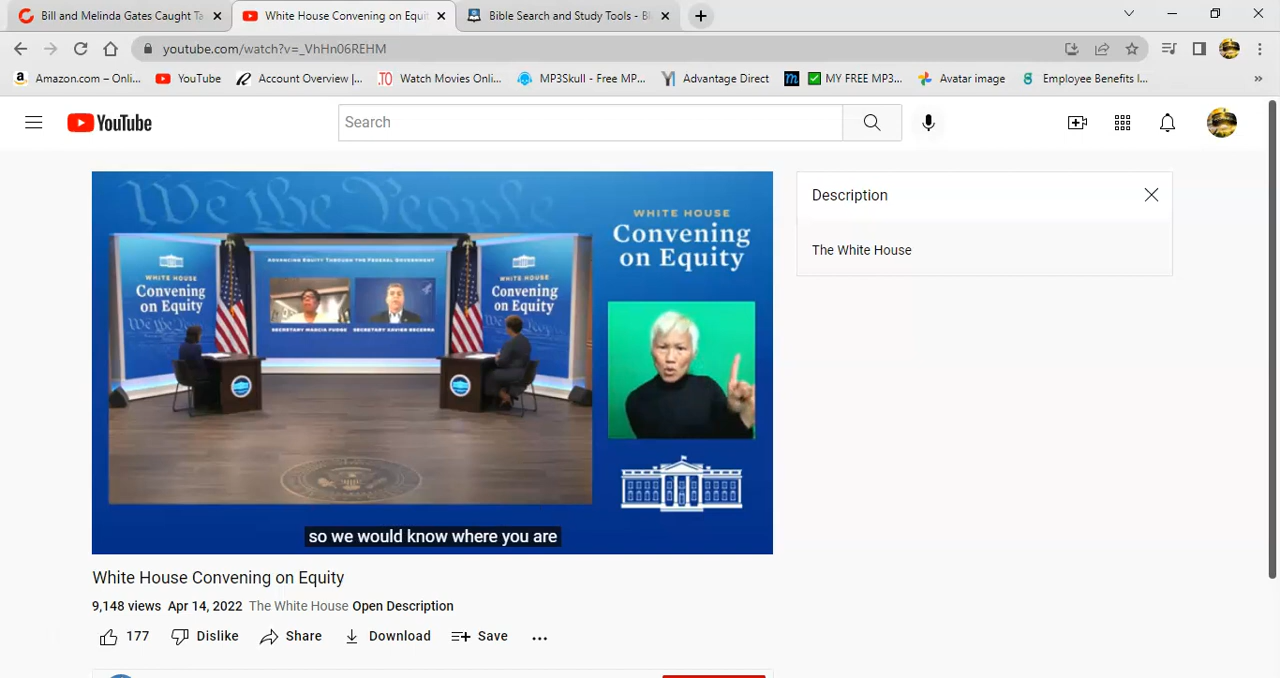 Bill and Melinda Gates Caught Ta
White House Convening on Equi
Bible Search and Study Tools - Bl
youtube.com/watch?v=_VhHn06REHM
Amazon.com – Onli...
YouTube
Account Overview |...
Watch Movies Onli...
MP3Skull - Free MP...
Advantage Direct
MY FREE MP3...
Avatar image
Employee Benefits I...
YouTube
Search
We the People
WHITE HOUSE
Convening
on Equity
ADVANCING EQUITY THROUGH THE FEDERAL GOVERNMENT
WHITE HOUSE
Convening
on Equity
We the People
SECRETARY MARCIA FUDGE
SECRETARY XAVIER BECERRA
WHITE HOUSE
Convening
on Equity
so we would know where you are
Description
The White House
White House Convening on Equity
9,148 views Apr 14, 2022 The White House Open Description
177
Dislike
Share
Download
Save